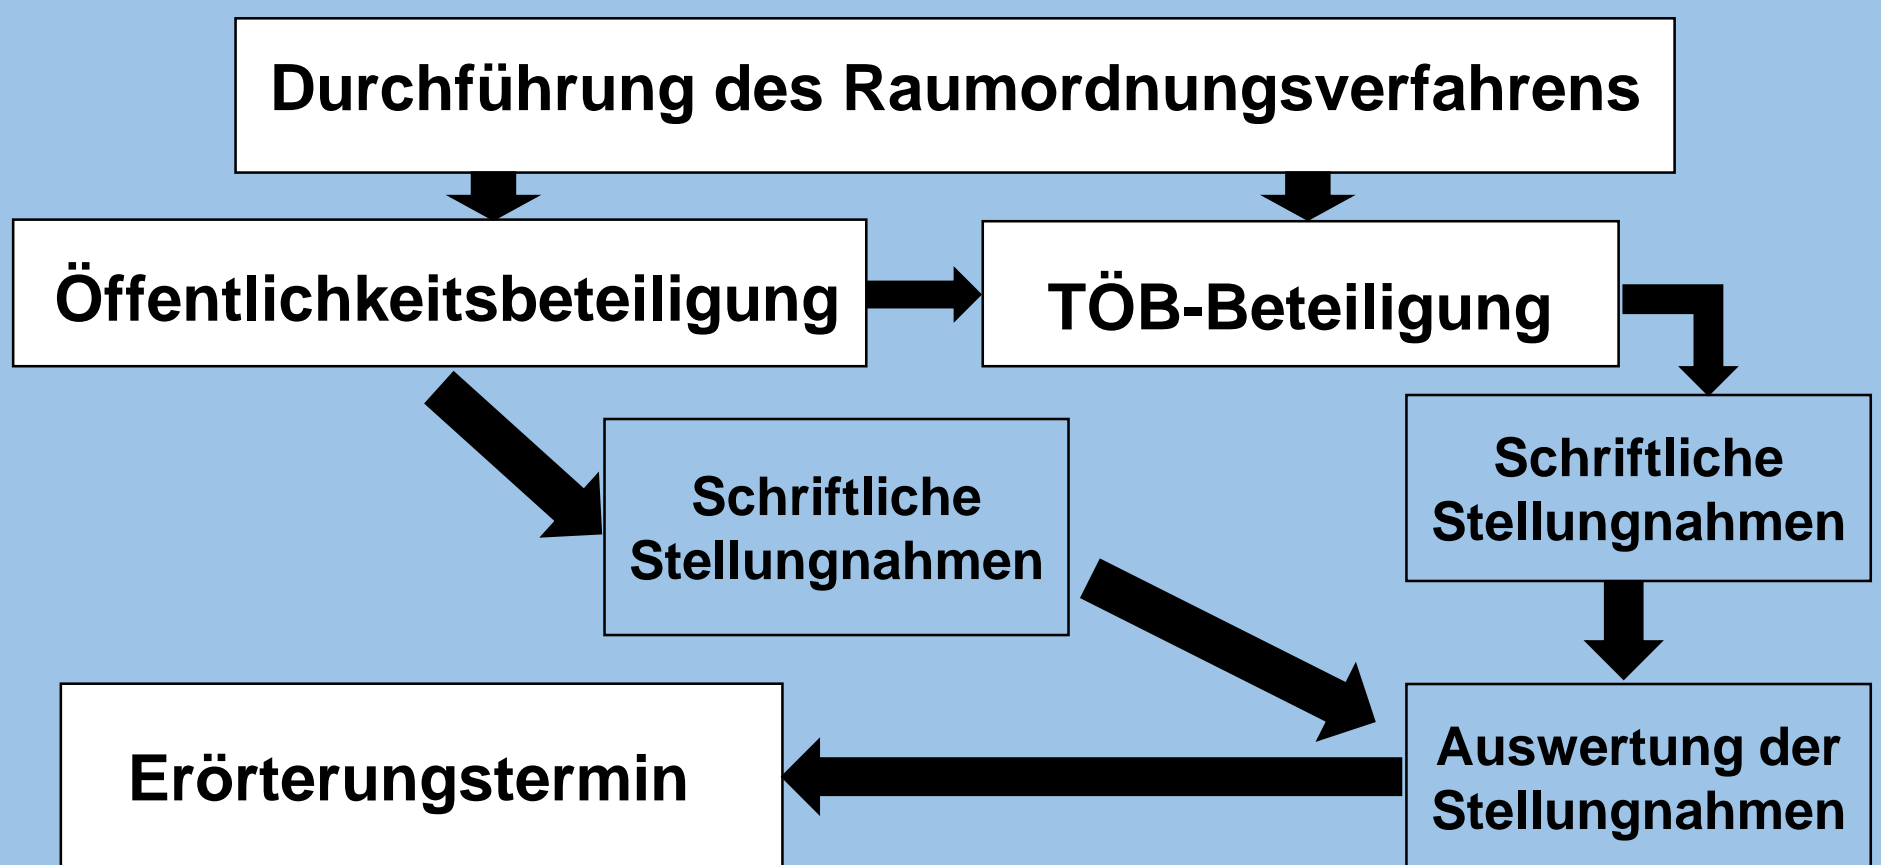 Durchführung des Raumordnungsverfahrens
Öffentlichkeitsbeteiligung
TÖB-Beteiligung
Schriftliche
Stellungnahmen
Schriftliche
Stellungnahmen
Erörterungstermin
Auswertung der
Stellungnahmen